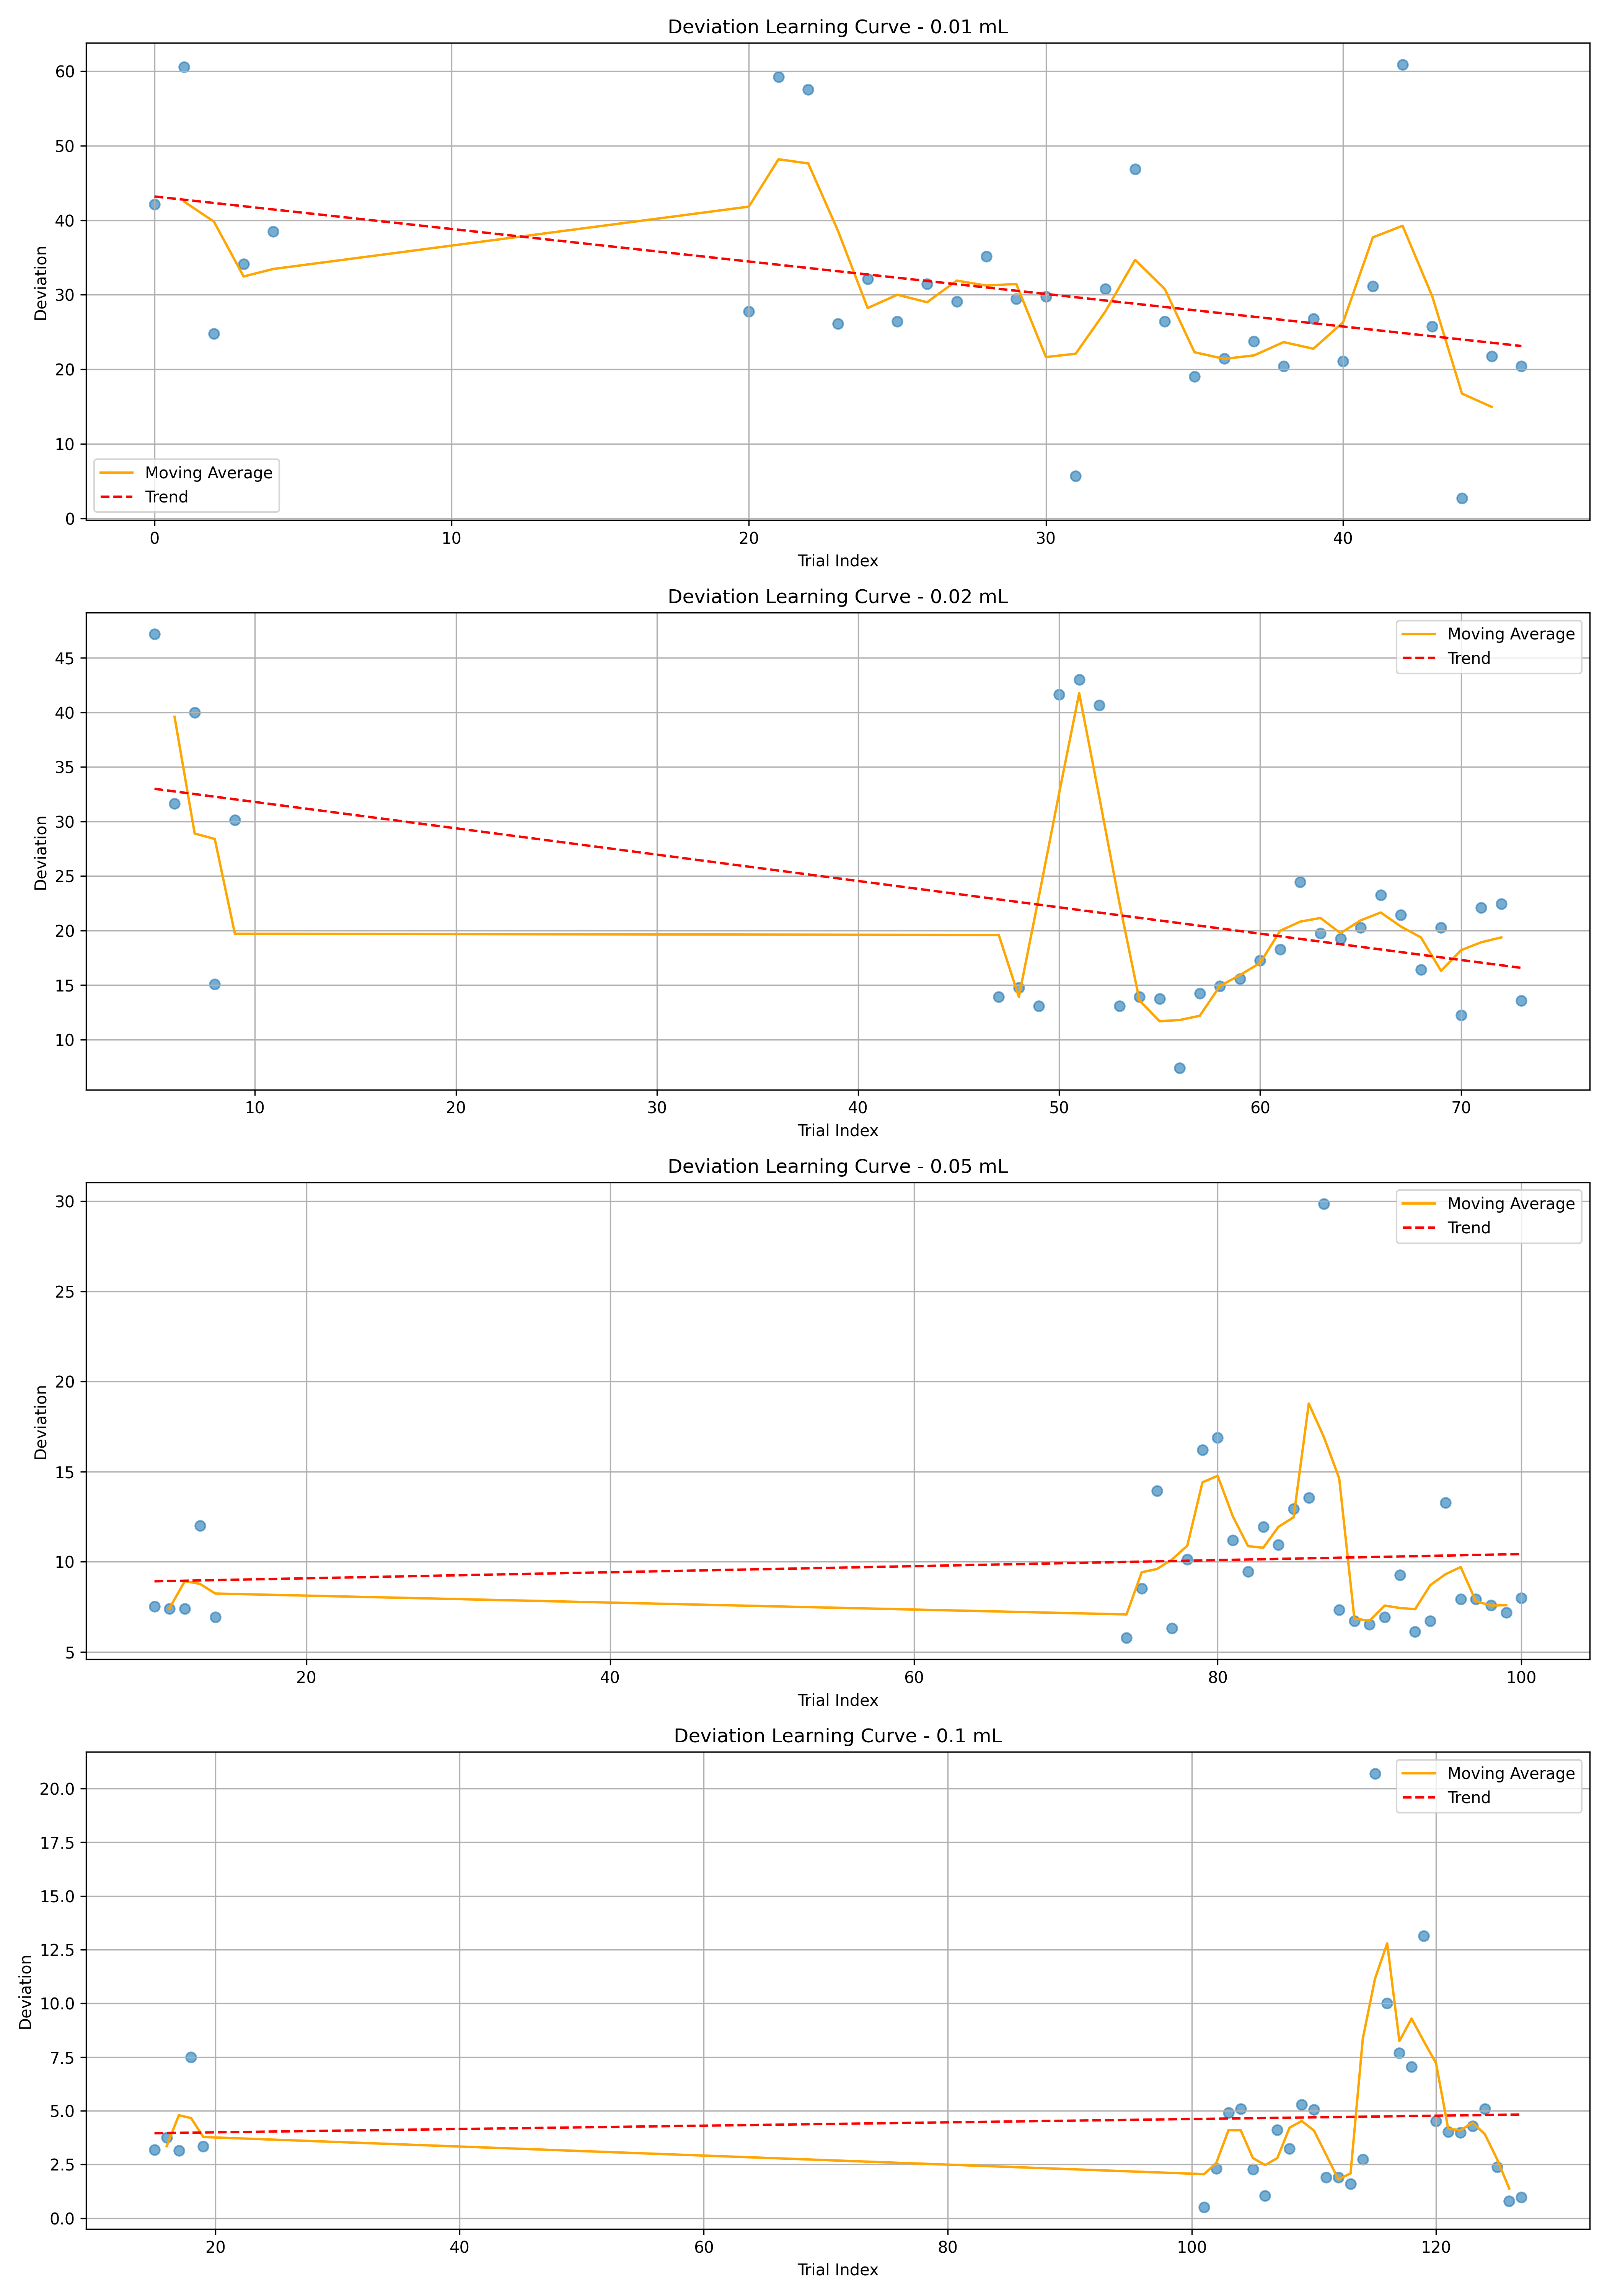 Deviation Learning Curve - 0.01 mL
60
50
40
30
20
10
0
Deviation
Moving Average
Trend
0 10 20 30 40
Trial Index
Deviation Learning Curve - 0.02 mL
45
40
35
30
25
20
15
10
Deviation
Moving Average
Trend
10 20 30 40 50 60 70
Trial Index
Deviation Learning Curve - 0.05 mL
30
25
20
15
10
5
Deviation
Moving Average
Trend
20 40 60 80 100
Trial Index
Deviation Learning Curve - 0.1 mL
20.0
17.5
15.0
12.5
10.0
7.5
5.0
2.5
0.0
Deviation
Moving Average
Trend
20 40 60 80 100 120
Trial Index